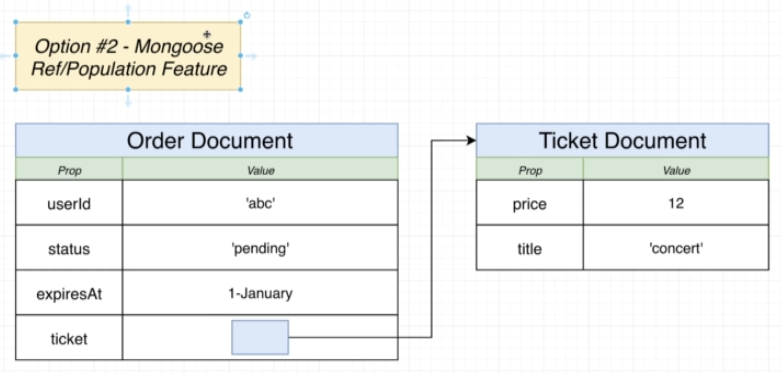 Option #2 - Mongoose
Ref/Population Feature
Order Document
Prop Value
userId 'abc'
status 'pending'
expiresAt 1-January
ticket
Ticket Document
Prop Value
price 12
title 'concert'